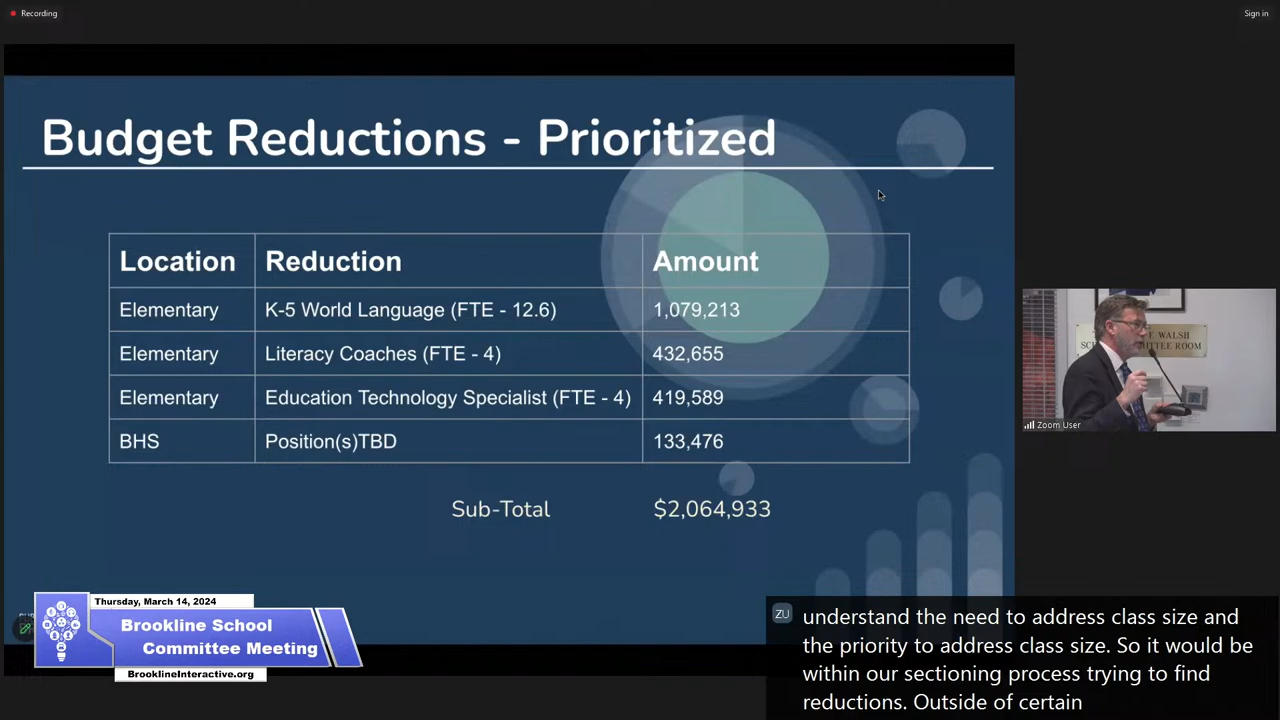 Recording
Sign in
Budget Reductions - Prioritized
Location Reduction Amount
Elementary K-5 World Language (FTE - 12.6) 1,079,213
Elementary Literacy Coaches (FTE - 4) 432,655
Elementary Education Technology Specialist (FTE - 4) 419,589
BHS Position(s)TBD 133,476
Sub-Total $2,064,933
WALSH
COMMITTEE ROOM
Zoom User
Thursday, March 14, 2024
Brookline School
Committee Meeting
BrooklineInteractive.org
ZU
understand the need to address class size and
the priority to address class size. So it would be
within our sectioning process trying to find
reductions. Outside of certain